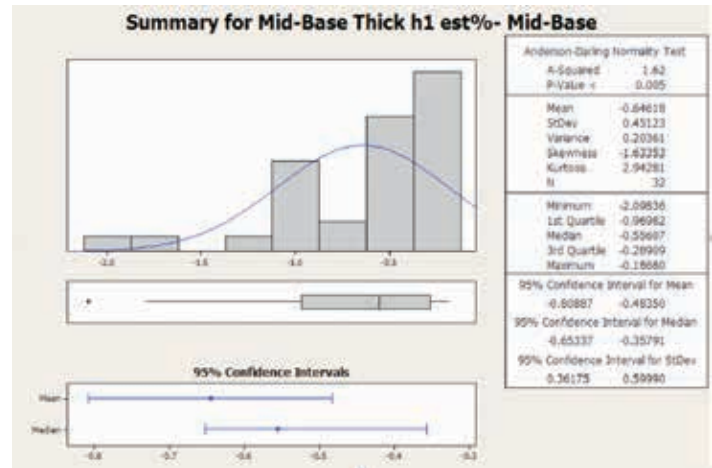 Summary for Mid-Base Thick h1 est%- Mid-Base
Anderson-Darling Normality Test
A-Squared 1.62
P-Value < 0.005
Mean -0.64618
StDev 0.45123
Variance 0.20361
Skewness -1.63253
Kurtosis 2.94281
N 32
Minimum -2.09836
1st Quartile -0.96962
Median -0.55607
3rd Quartile -0.28909
Maximum -0.18680
95% Confidence Interval for Mean
-0.80887 -0.48350
95% Confidence Interval for Median
-0.65337 -0.35791
95% Confidence Interval for StDev
0.36175 0.59990
-2.0 -1.5 -1.0
95% Confidence Intervals
Mean
Median
-0.8 -0.7 -0.6 -0.5 -0.4 -0.3